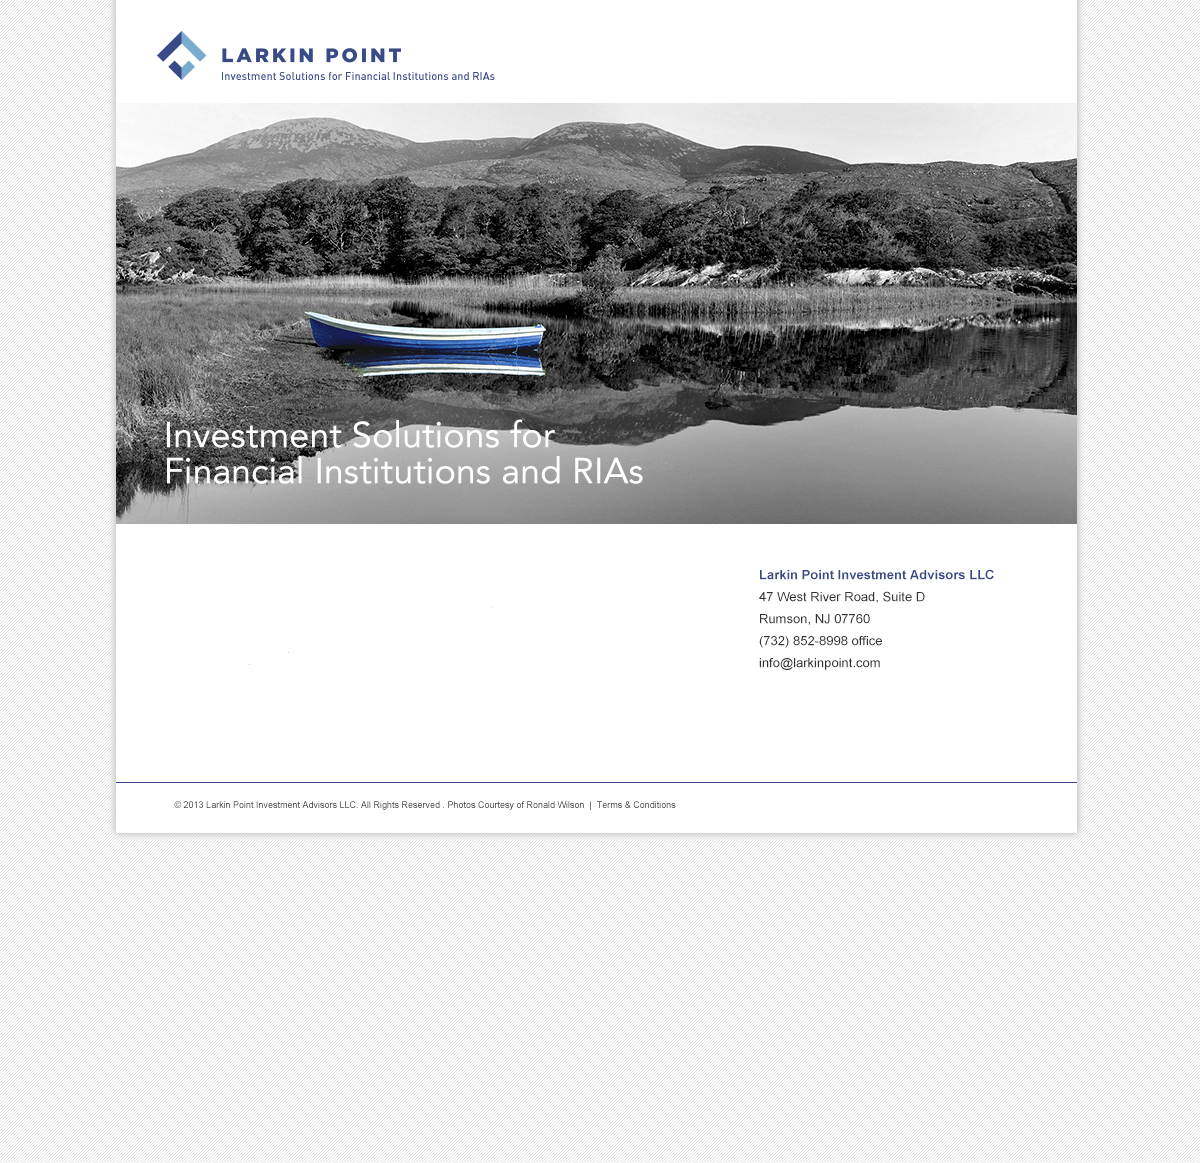 LARKIN POINT
Investment Solutions for Financial Institutions and RIAs
Investment Solutions for
Financial Institutions and RIAs
Larkin Point Investment Advisors LLC
47 West River Road, Suite D
Rumson, NJ 07760
(732) 852-8998 office
info@larkinpoint.com
© 2013 Larkin Point Investment Advisors LLC. All Rights Reserved . Photos Courtesy of Ronald Wilson | Terms & Conditions